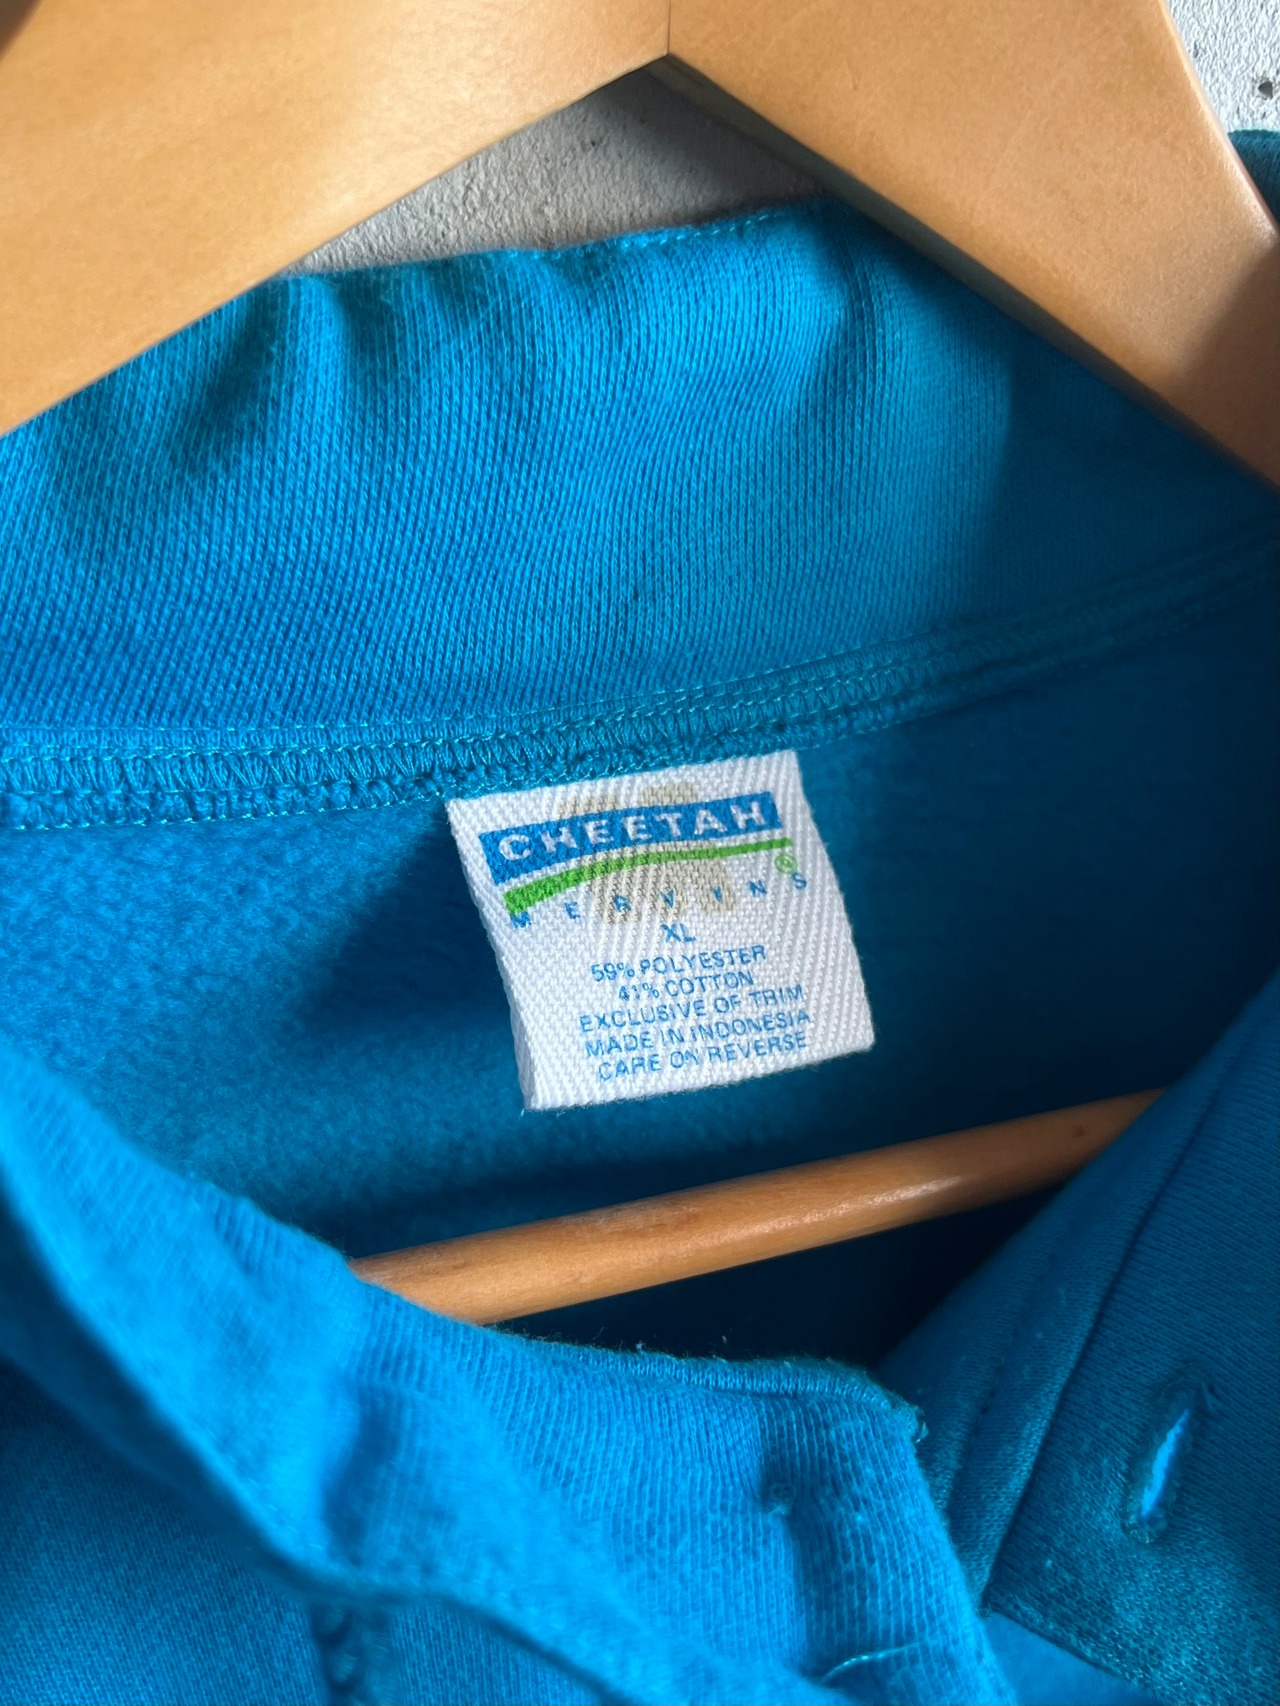 CHEETAH
®
MERVYNS
XL
59% POLYESTER
41% COTTON
EXCLUSIVE OF TRIM
MADE IN INDONESIA
CARE ON REVERSE